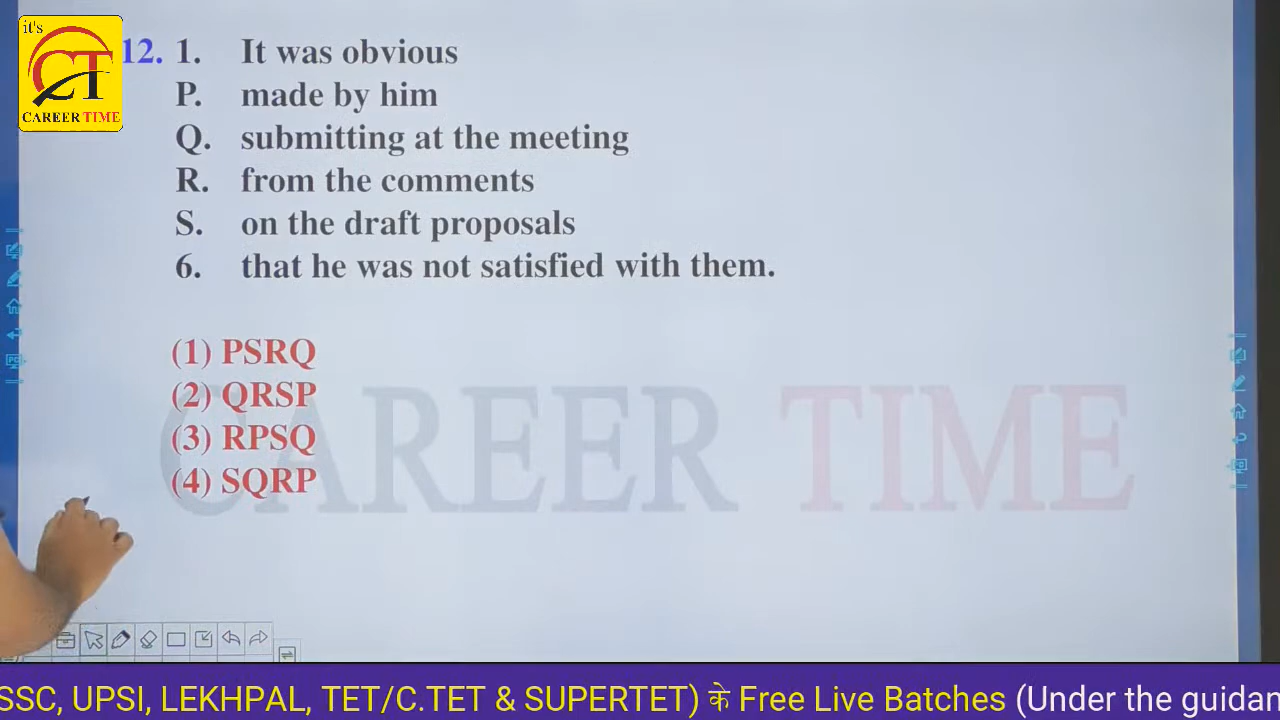 it's
CT
CAREER TIME
12. 1. It was obvious
P. made by him
Q. submitting at the meeting
R. from the comments
S. on the draft proposals
6. that he was not satisfied with them.
(1) PSRQ
(2) QRSP
(3) RPSQ
(4) SQRP
CAREER TIME
SSC, UPSI, LEKHPAL, TET/C.TET & SUPERTET) के Free Live Batches (Under the guidan